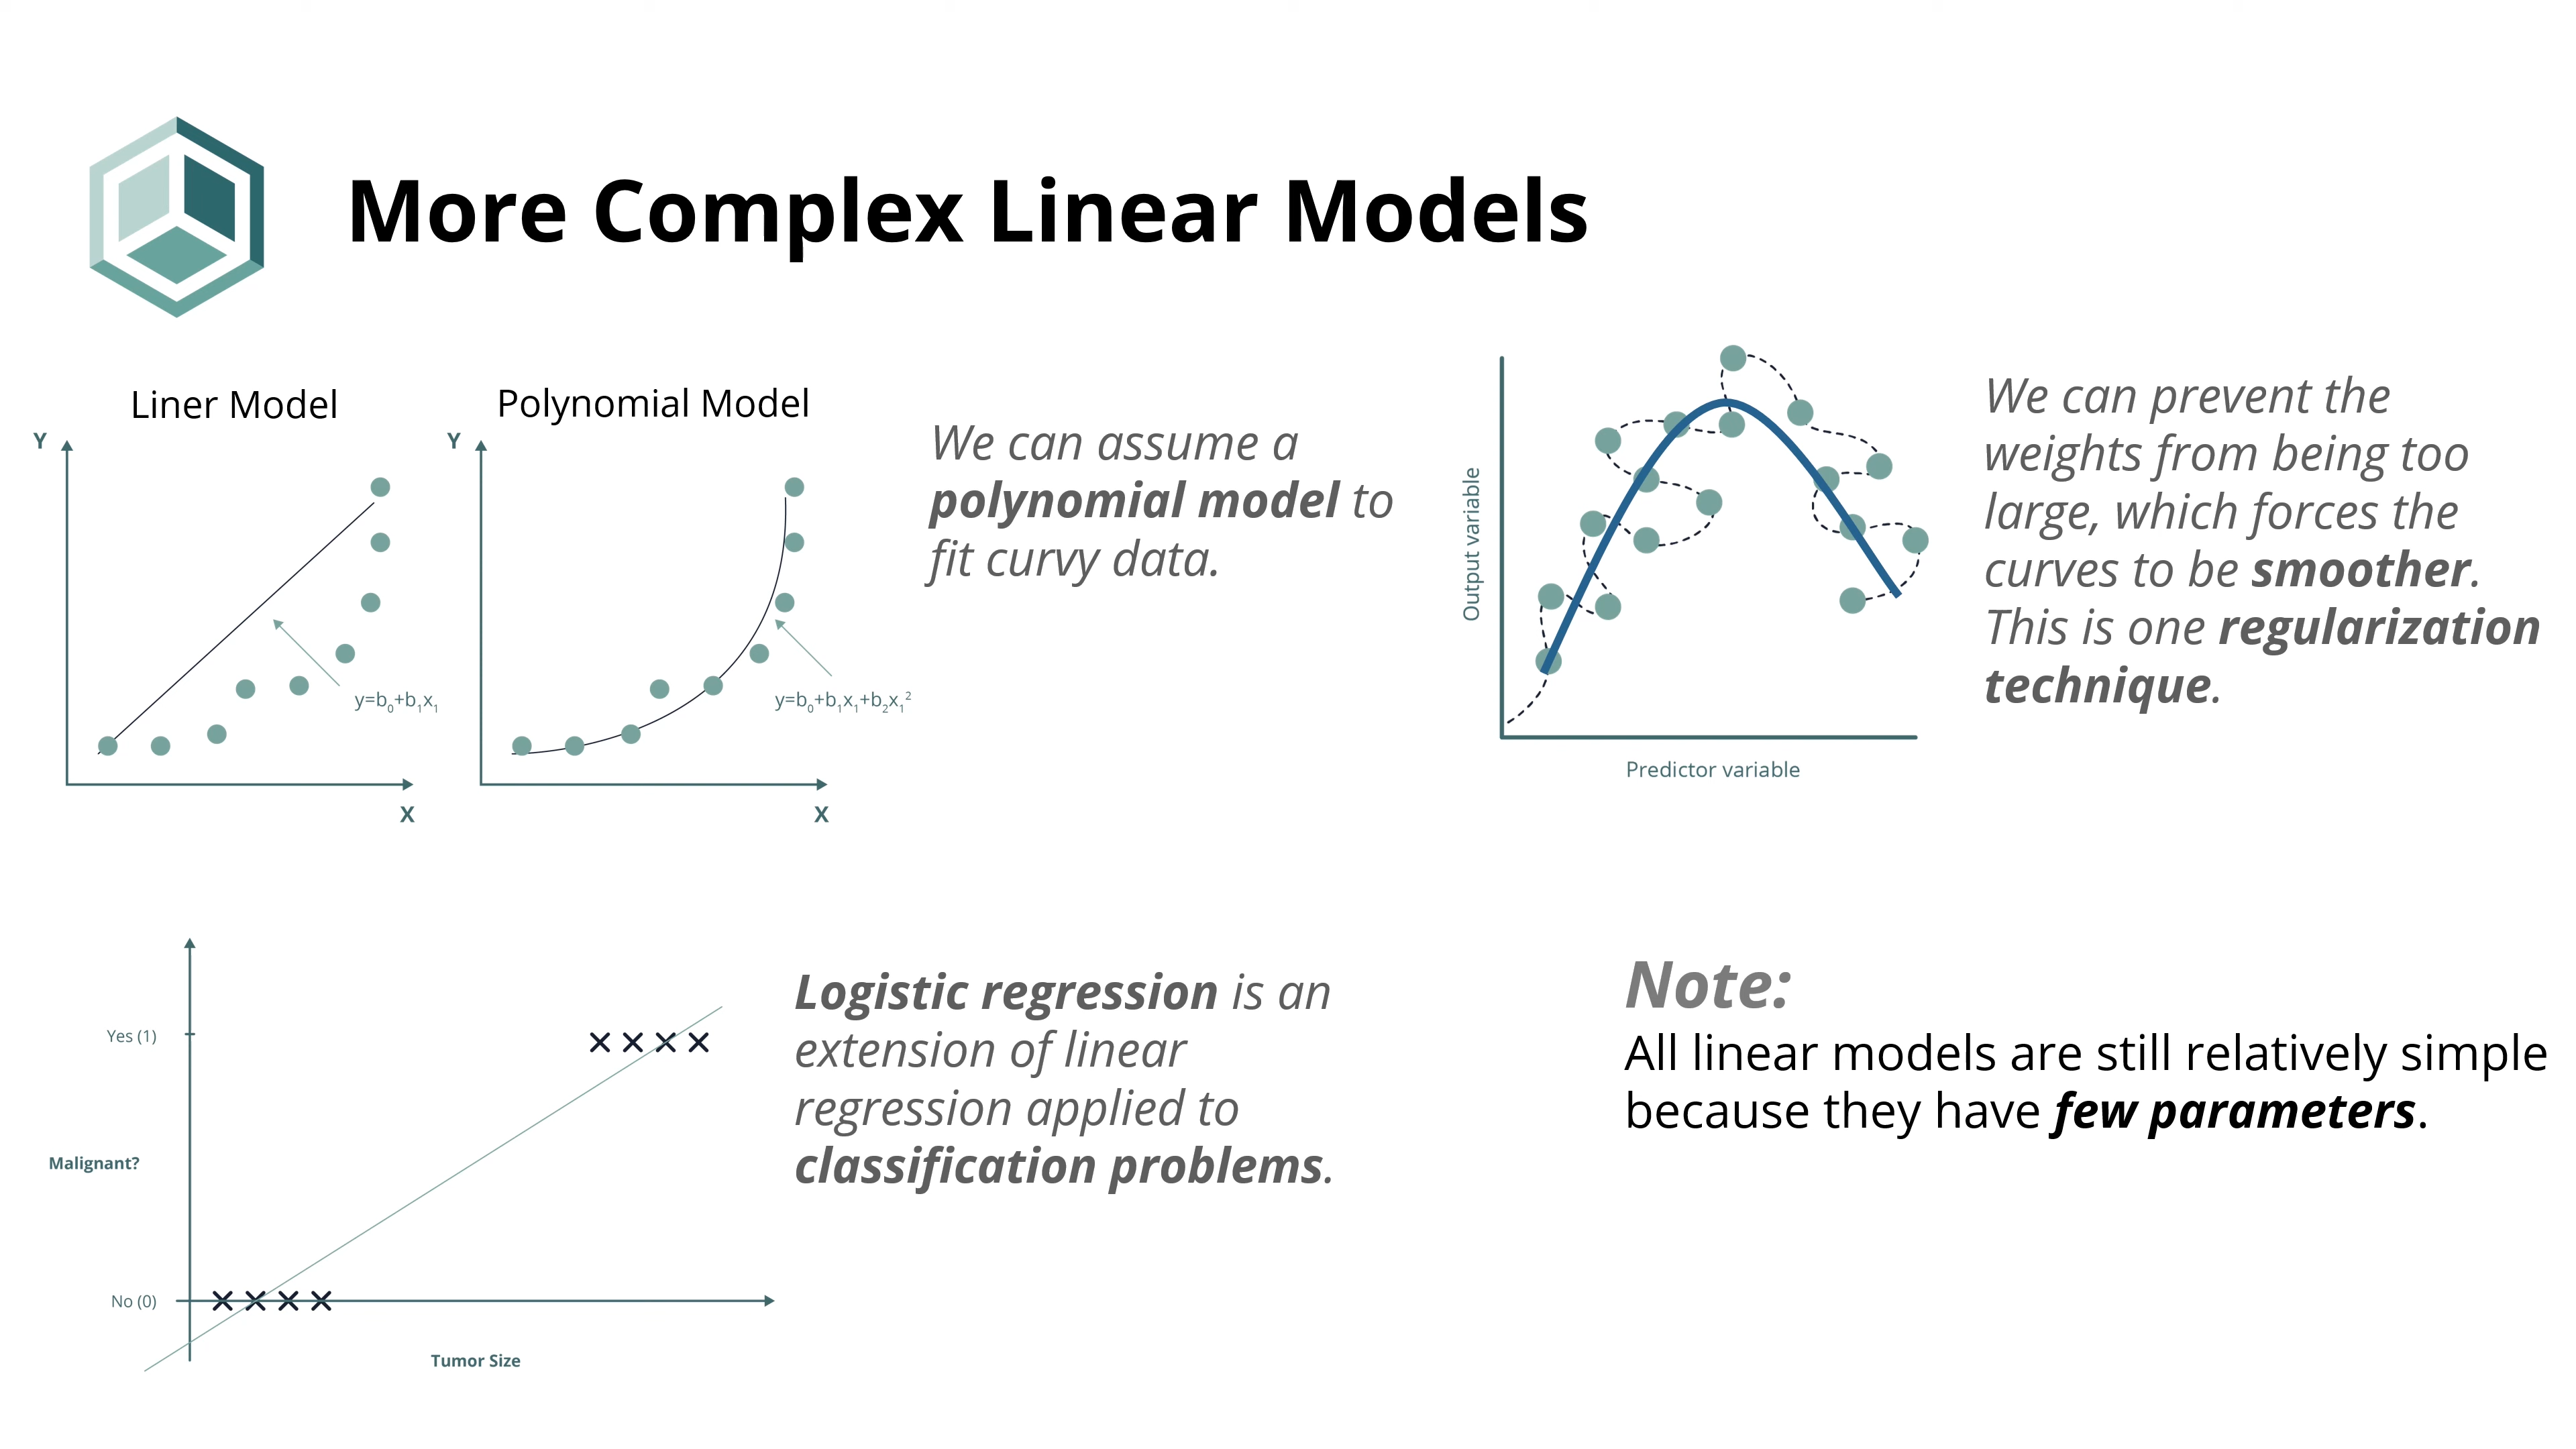 More Complex Linear Models
Liner Model
Y
y=b0+b1x1
X
Polynomial Model
Y
y=b0+b1x1+b2x1²
X
We can assume a
polynomial model to
fit curvy data.
Output variable
Predictor variable
We can prevent the
weights from being too
large, which forces the
curves to be smoother.
This is one regularization
technique.
Yes (1)
Malignant?
No (0)
Tumor Size
Logistic regression is an
extension of linear
regression applied to
classification problems.
Note:
All linear models are still relatively simple
because they have few parameters.